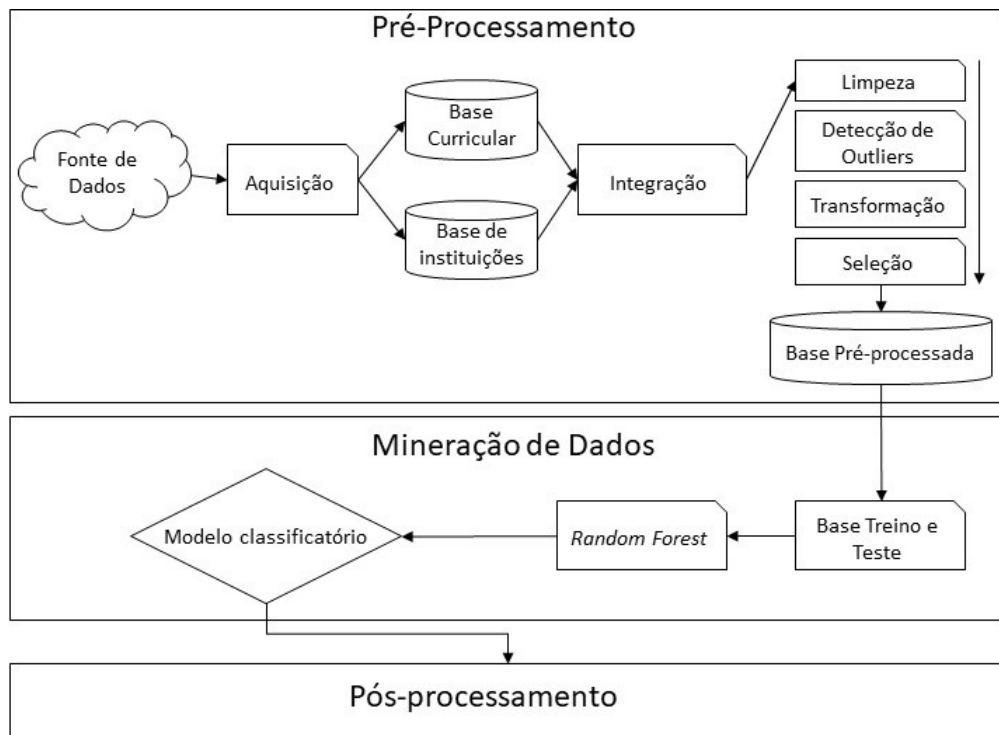 Pré-Processamento
Fonte de
Dados
Aquisição
Base
Curricular
Base de
instituições
Integração
Limpeza
Detecção de
Outliers
Transformação
Seleção
Base Pré-processada
Mineração de Dados
Modelo classificatório
Random Forest
Base Treino e
Teste
Pós-processamento